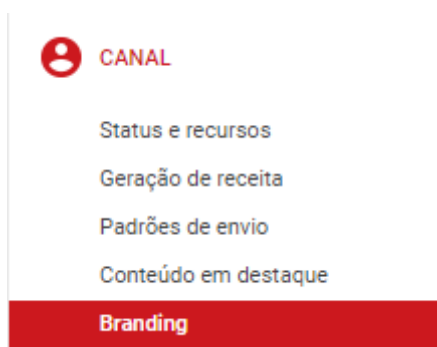 CANAL
Status e recursos
Geração de receita
Padrões de envio
Conteúdo em destaque
Branding